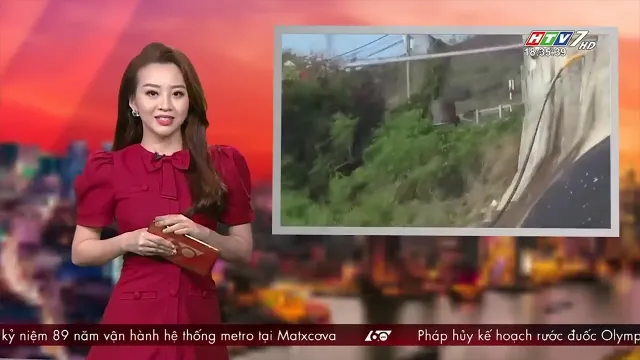 HTV7 HD
18:35:39
kỷ niệm 89 năm vận hành hệ thống metro tại Matxcova 60 Pháp hủy kế hoạch rước đuốc Olymp